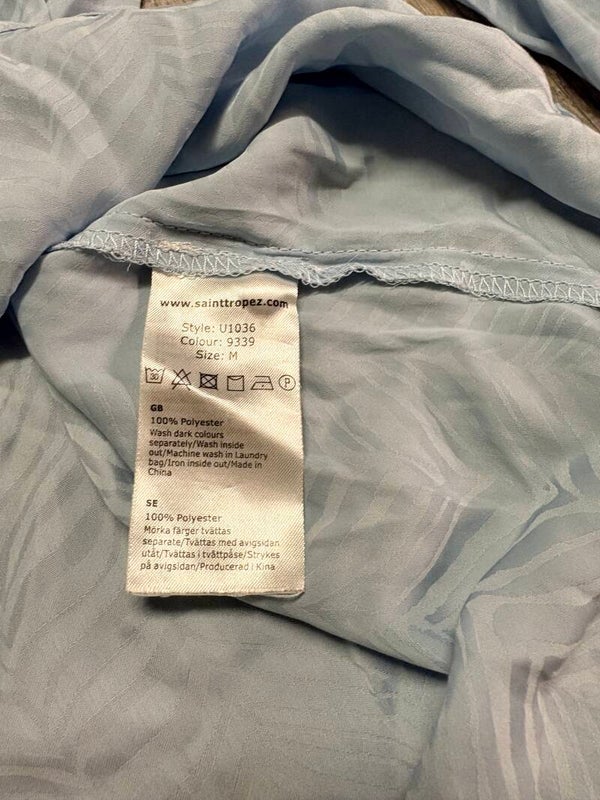 www.sainttropez.com
Style: U1036
Colour: 9339
Size: M
30
P
GB
100% Polyester
Wash dark colours
separately/Wash inside
out/Machine wash in Laundry
bag/Iron inside out/Made in
China
SE
100% Polyester
Mörka färger tvättas
separate/Tvättas med avigsidan
utåt/Tvättas i tvättpåse/Strykes
på avigsidan/Producerad i Kina